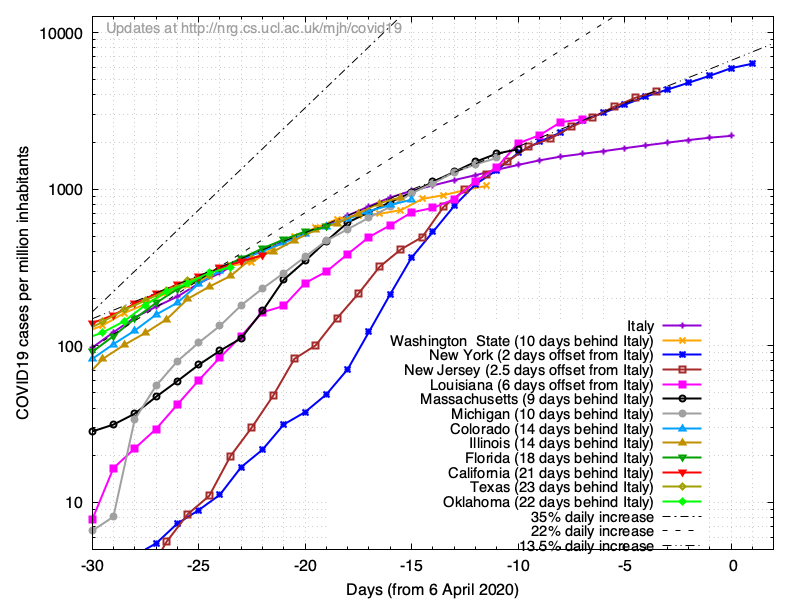 10000
Updates at http://nrg.cs.ucl.ac.uk/mjh/covid19
1000
100
10
COVID19 cases per million inhabitants
Italy
Washington  State (10 days behind Italy)
New York (2 days offset from Italy)
New Jersey (2.5 days offset from Italy)
Louisiana (6 days offset from Italy)
Massachusetts (9 days behind Italy)
Michigan (10 days behind Italy)
Colorado (14 days behind Italy)
Illinois (14 days behind Italy)
Florida (18 days behind Italy)
California (21 days behind Italy)
Texas (23 days behind Italy)
Oklahoma (22 days behind Italy)
35% daily increase
22% daily increase
13.5% daily increase
-30 -25 -20 -15 -10 -5 0
Days (from 6 April 2020)